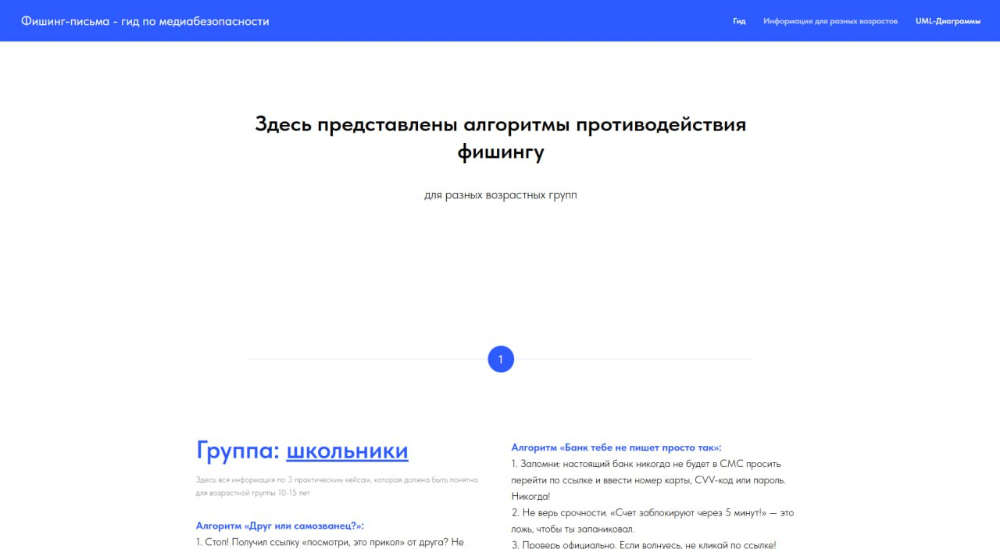 Фишинг-письма - гид по медиабезопасности
Гид
Информация для разных возрастов
UML-Диаграммы
Здесь представлены алгоритмы противодействия
фишингу
для разных возрастных групп
1
Группа: школьники
Здесь вся информация по 3 практическим кейсам, которая должна быть понятна
для возрастной группы 10-15 лет
Алгоритм «Друг или самозванец?»:
1. Стоп! Получил ссылку «посмотри, это прикол» от друга? Не
Алгоритм «Банк тебе не пишет просто так»:
1. Запомни: настоящий банк никогда не будет в СМС просить
перейти по ссылке и ввести номер карты, CVV-код или пароль.
Никогда!
2. Не верь срочности. «Счет заблокируют через 5 минут!» — это
ложь, чтобы ты запаниковал.
3. Проверь официально. Если волнуесь, не кликай по ссылке!